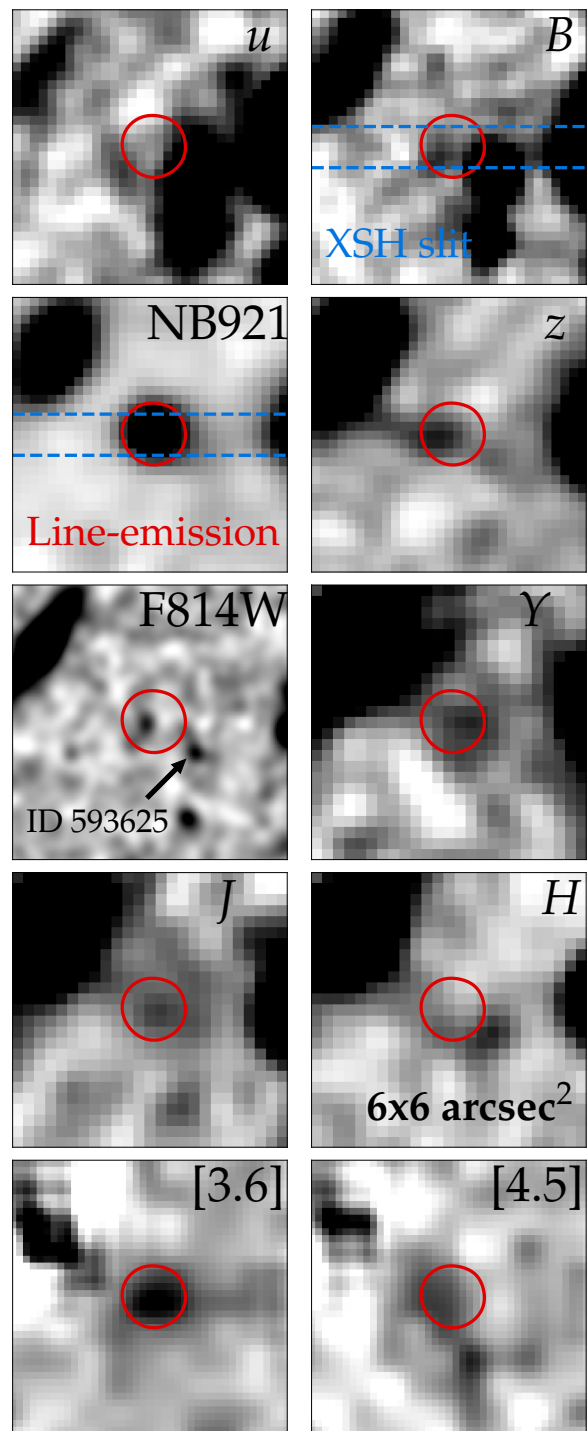 u
B
XSH slit
NB921
z
Line-emission
F814W
Y
ID 593625
J
H
6x6 arcsec²
[3.6]
[4.5]